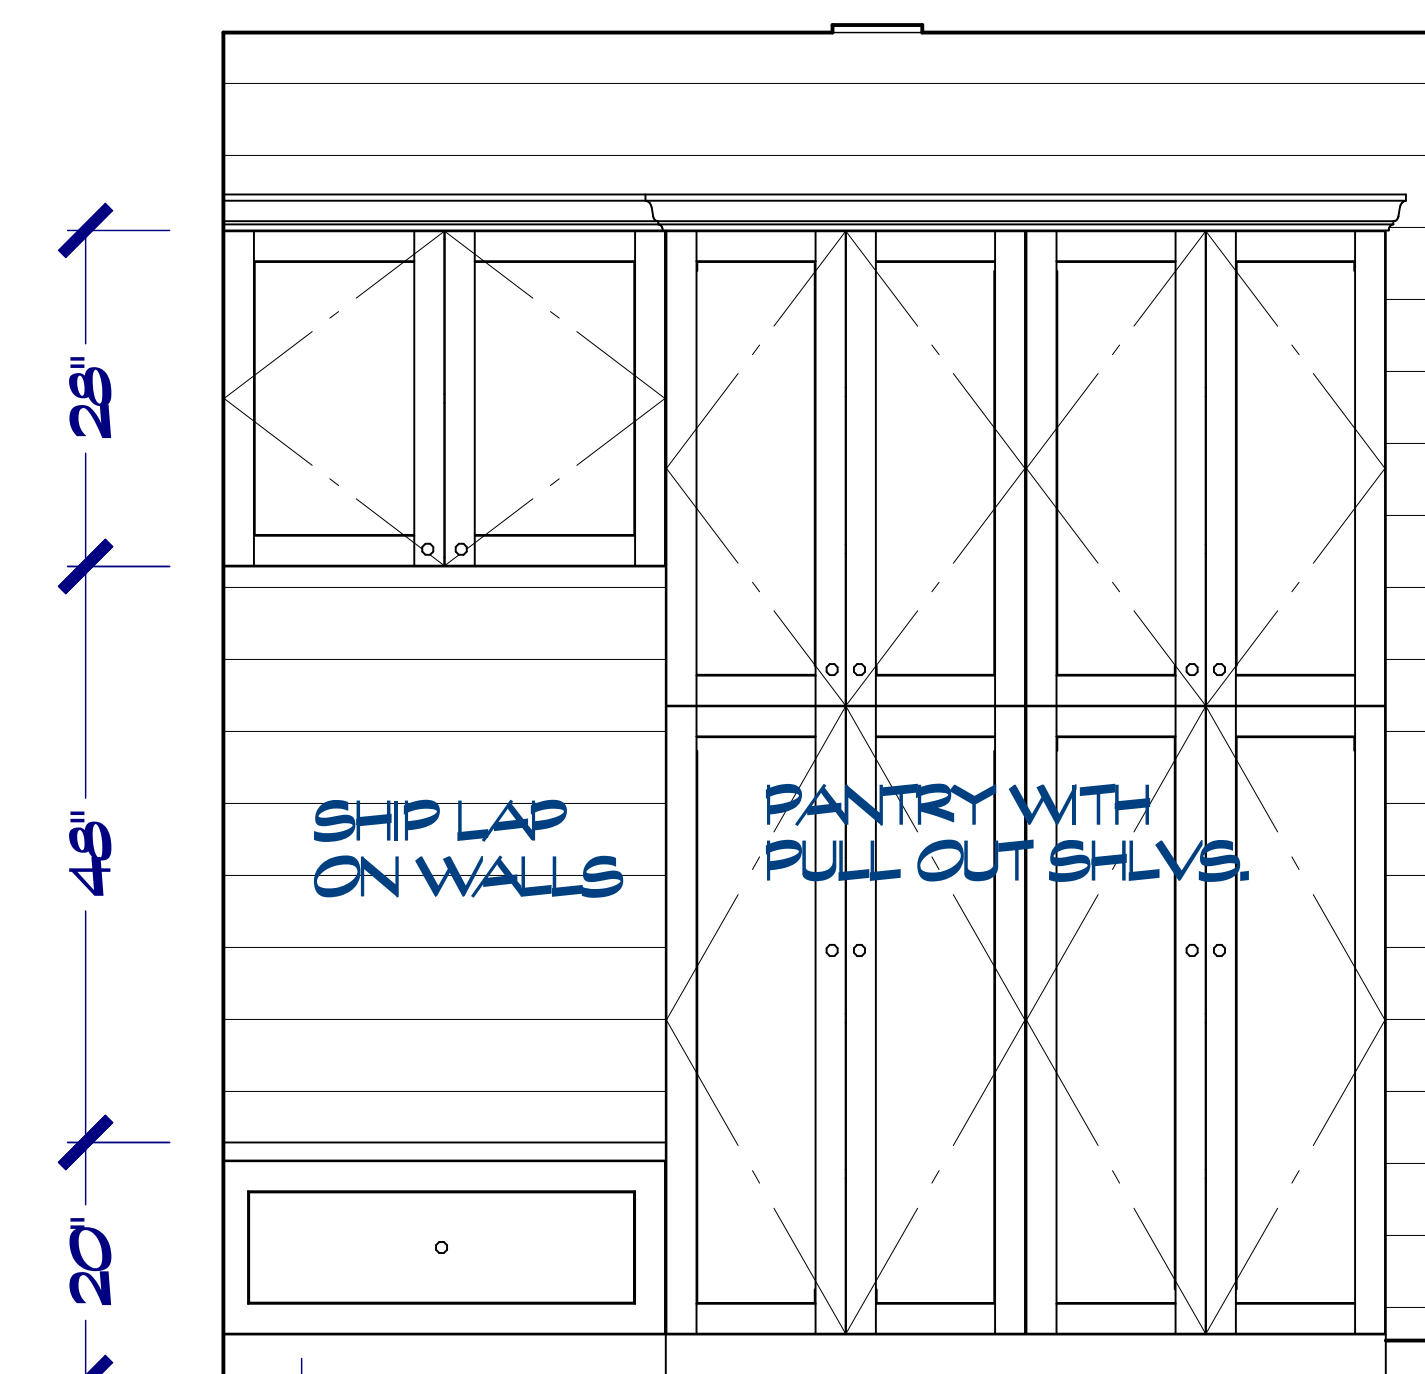 28"
48"
20"
SHIP LAP
ON WALLS
PANTRY WITH
PULL OUT SHLVS.